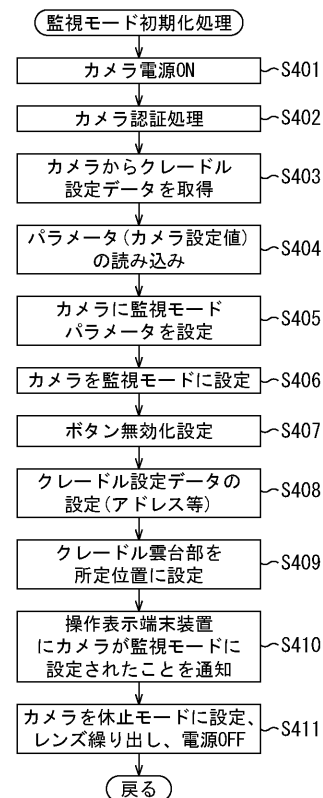 監視モード初期化処理
カメラ電源ON
S401
カメラ認証処理
S402
カメラからクレードル
設定データを取得
S403
パラメータ(カメラ設定値)
の読み込み
S404
カメラに監視モード
パラメータを設定
S405
カメラを監視モードに設定
S406
ボタン無効化設定
S407
クレードル設定データの
設定(アドレス等)
S408
クレードル雲台部を
所定位置に設定
S409
操作表示端末装置
にカメラが監視モードに
設定されたことを通知
S410
カメラを休止モードに設定、
レンズ繰り出し、電源OFF
S411
戻る